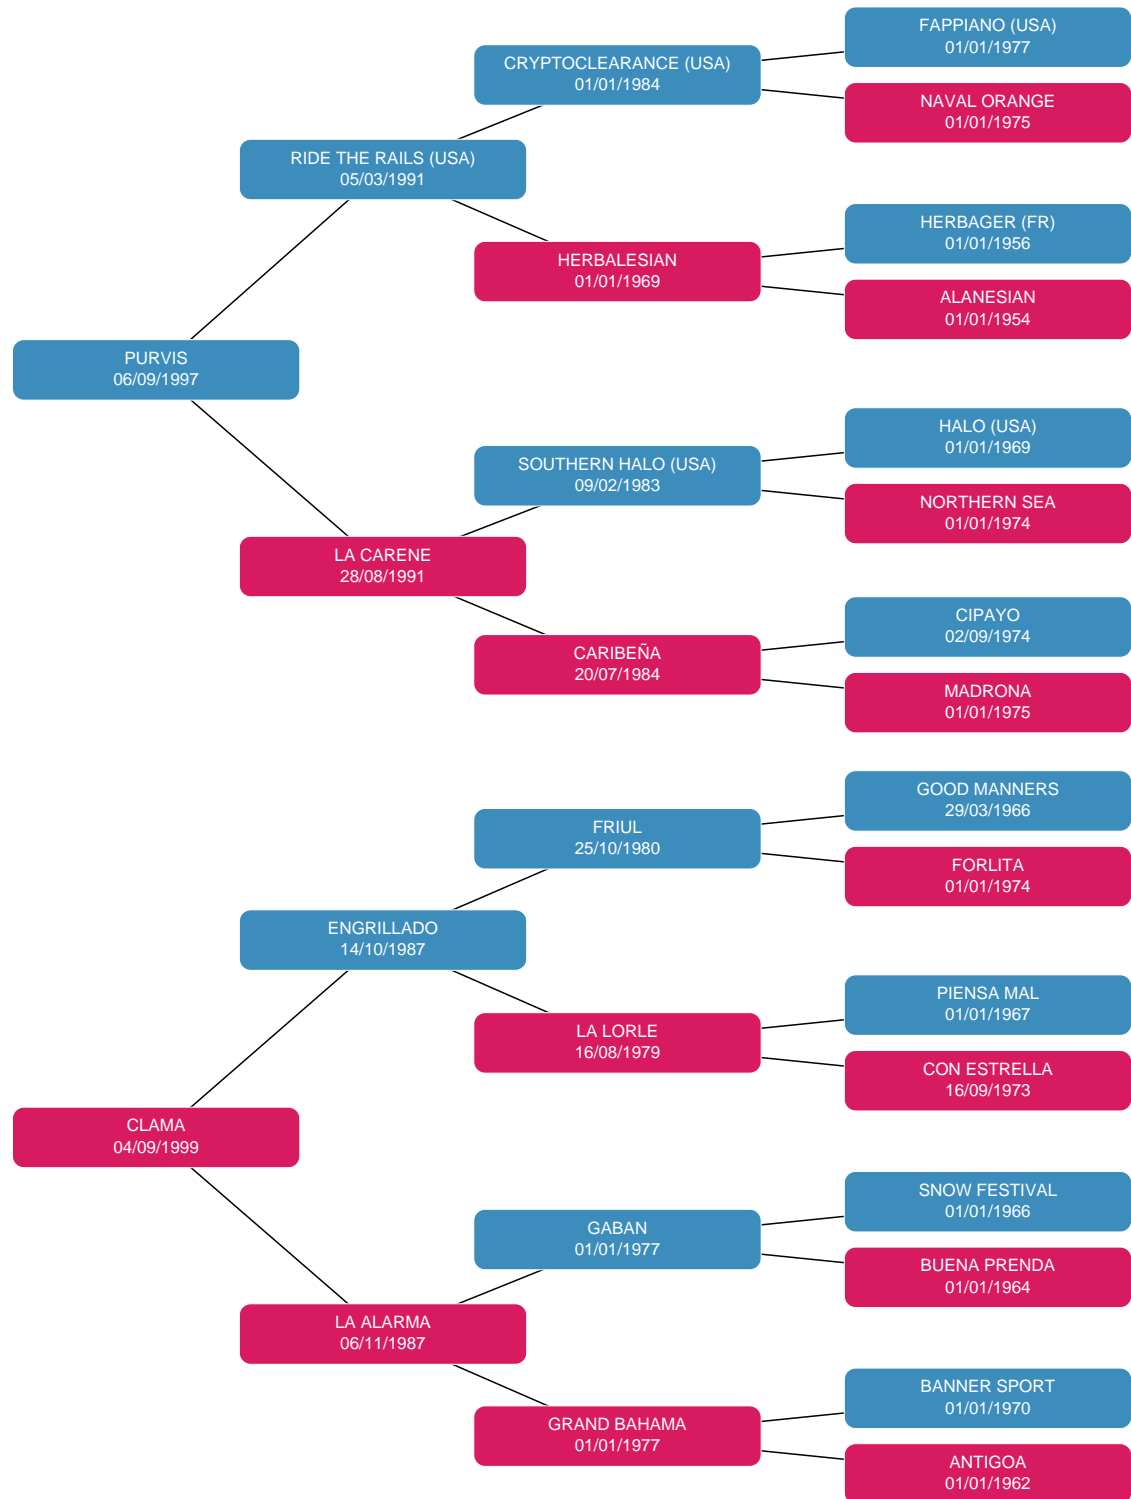 FAPPIANO (USA)
01/01/1977
CRYPTOCLEARANCE (USA)
01/01/1984
NAVAL ORANGE
01/01/1975
RIDE THE RAILS (USA)
05/03/1991
HERBAGER (FR)
01/01/1956
HERBALESIAN
01/01/1969
ALANESIAN
01/01/1954
PURVIS
06/09/1997
HALO (USA)
01/01/1969
SOUTHERN HALO (USA)
09/02/1983
NORTHERN SEA
01/01/1974
LA CARENE
28/08/1991
CIPAYO
02/09/1974
CARIBEÑA
20/07/1984
MADRONA
01/01/1975
GOOD MANNERS
29/03/1966
FRIUL
25/10/1980
FORLITA
01/01/1974
ENGRILLADO
14/10/1987
PIENSA MAL
01/01/1967
LA LORLE
16/08/1979
CON ESTRELLA
16/09/1973
CLAMA
04/09/1999
SNOW FESTIVAL
01/01/1966
GABAN
01/01/1977
BUENA PRENDA
01/01/1964
LA ALARMA
06/11/1987
BANNER SPORT
01/01/1970
GRAND BAHAMA
01/01/1977
ANTIGOA
01/01/1962